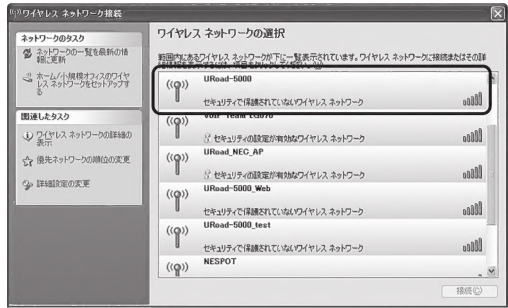 ワイヤレス ネットワーク接続
ネットワークのタスク
ネットワークの一覧を最新の情
報に更新
ホーム/小規模オフィスのワイヤ
レス ネットワークをセットアップす
る
関連したタスク
ワイヤレス ネットワークの詳細の
表示
優先ネットワークの順位の変更
詳細設定の変更
ワイヤレス ネットワークの選択
範囲内にあるワイヤレス ネットワークが下に一覧表示されています。ワイヤレス ネットワークに接続またはその詳
URoad-5000
セキュリティで保護されていないワイヤレス ネットワーク
セキュリティの設定が有効なワイヤレス ネットワーク
URoad_NEC_AP
セキュリティの設定が有効なワイヤレス ネットワーク
URoad-5000_Web
セキュリティで保護されていないワイヤレス ネットワーク
URoad-5000_test
セキュリティで保護されていないワイヤレス ネットワーク
NESPOT
接続(C)